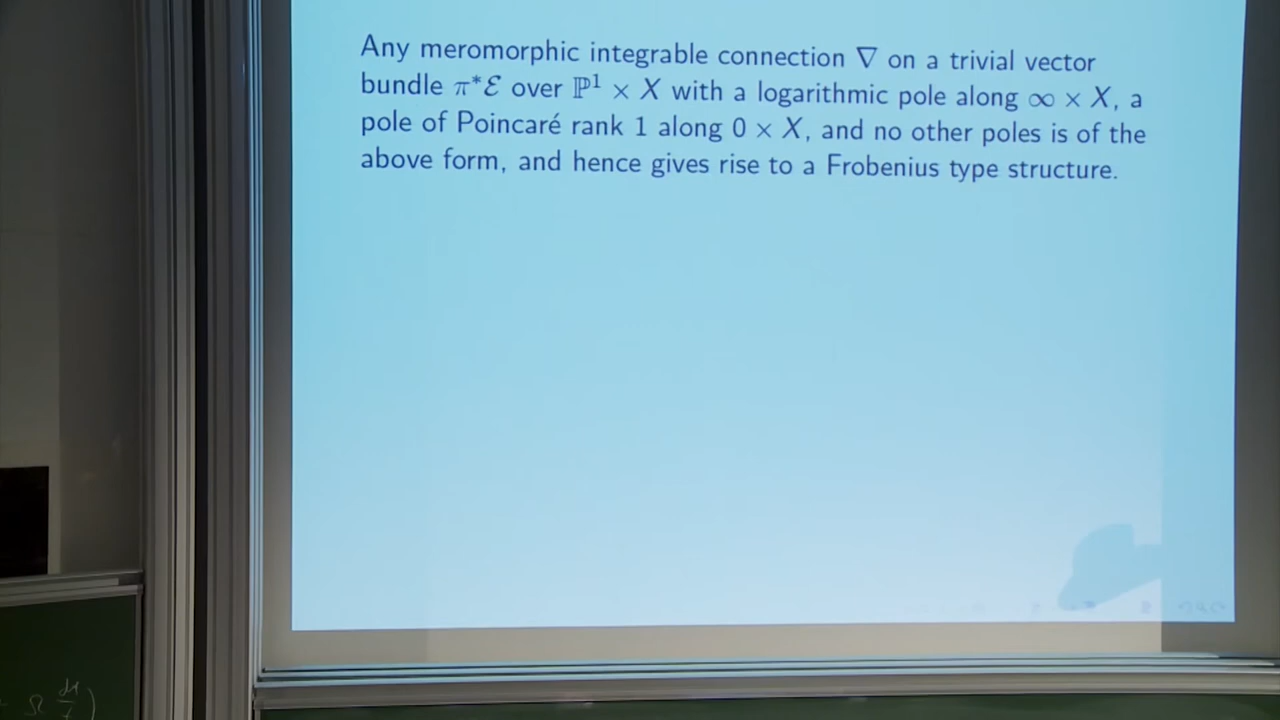 Any meromorphic integrable connection ∇ on a trivial vector
bundle π*ℰ over ℙ¹ × X with a logarithmic pole along ∞ × X, a
pole of Poincaré rank 1 along 0 × X, and no other poles is of the
above form, and hence gives rise to a Frobenius type structure.